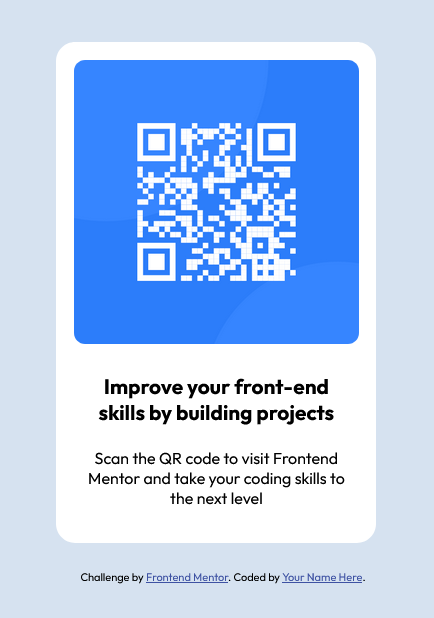 Improve your front-end
skills by building projects
Scan the QR code to visit Frontend
Mentor and take your coding skills to
the next level
Challenge by Frontend Mentor. Coded by Your Name Here.